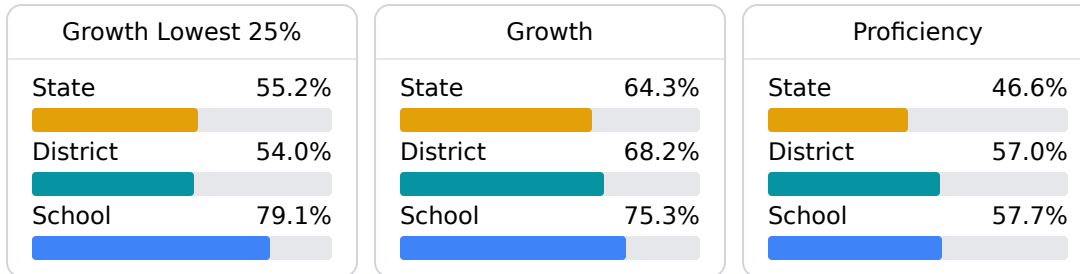 Growth Lowest 25%
State 55.2%
District 54.0%
School 79.1%
Growth
State 64.3%
District 68.2%
School 75.3%
Proficiency
State 46.6%
District 57.0%
School 57.7%